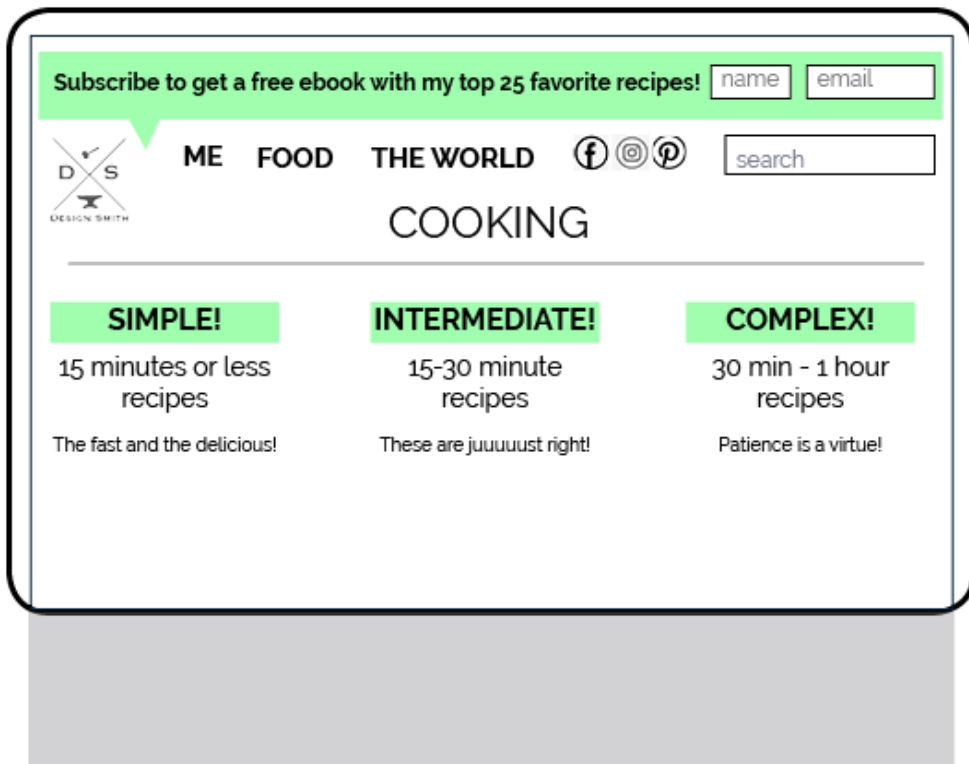 Subscribe to get a free ebook with my top 25 favorite recipes! name email
D S
DESIGN SMITH
ME FOOD THE WORLD search
COOKING
SIMPLE!
15 minutes or less
recipes
The fast and the delicious!
INTERMEDIATE!
15-30 minute
recipes
These are juuuuust right!
COMPLEX!
30 min - 1 hour
recipes
Patience is a virtue!